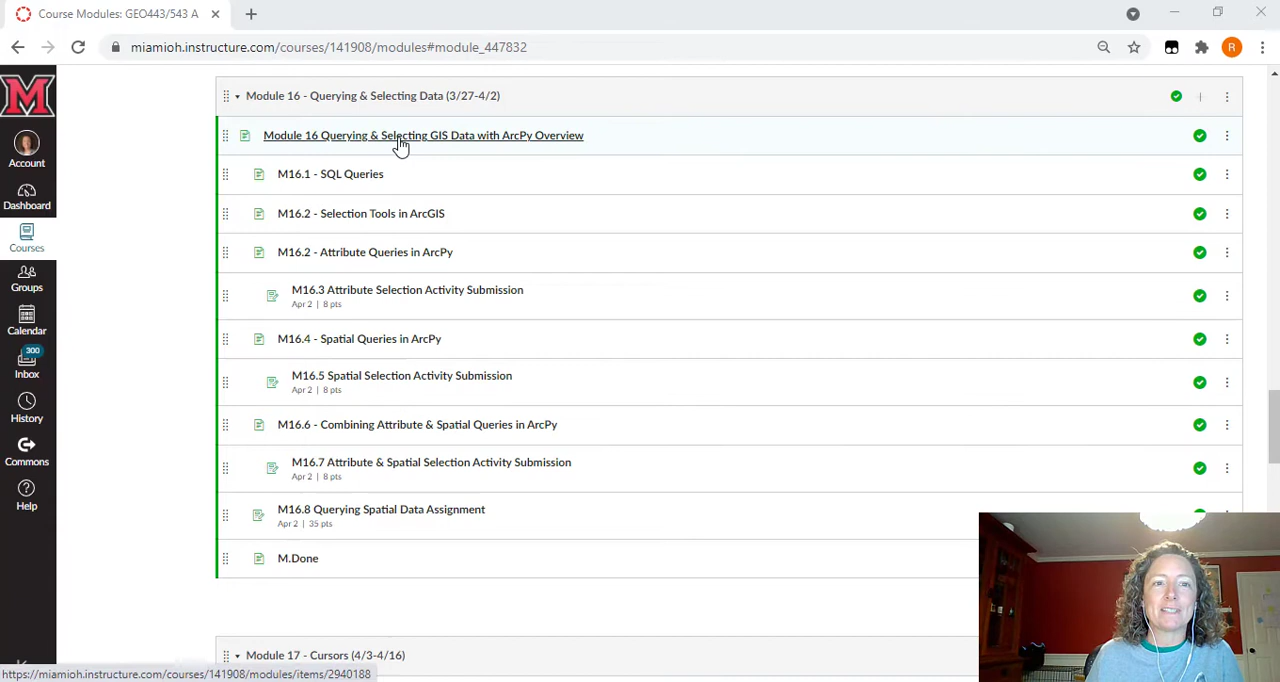 Course Modules: GEO443/543 A
miamioh.instructure.com/courses/141908/modules#module_447832
R
M
Account
Dashboard
Courses
Groups
Calendar
300
Inbox
History
Commons
Help
Module 16 - Querying & Selecting Data (3/27-4/2)
Module 16 Querying & Selecting GIS Data with ArcPy Overview
M16.1 - SQL Queries
M16.2 - Selection Tools in ArcGIS
M16.2 - Attribute Queries in ArcPy
M16.3 Attribute Selection Activity Submission
Apr 2 | 8 pts
M16.4 - Spatial Queries in ArcPy
M16.5 Spatial Selection Activity Submission
Apr 2 | 8 pts
M16.6 - Combining Attribute & Spatial Queries in ArcPy
M16.7 Attribute & Spatial Selection Activity Submission
Apr 2 | 8 pts
M16.8 Querying Spatial Data Assignment
Apr 2 | 35 pts
M.Done
Module 17 - Cursors (4/3-4/16)
https://miamioh.instructure.com/courses/141908/modules/items/2940188